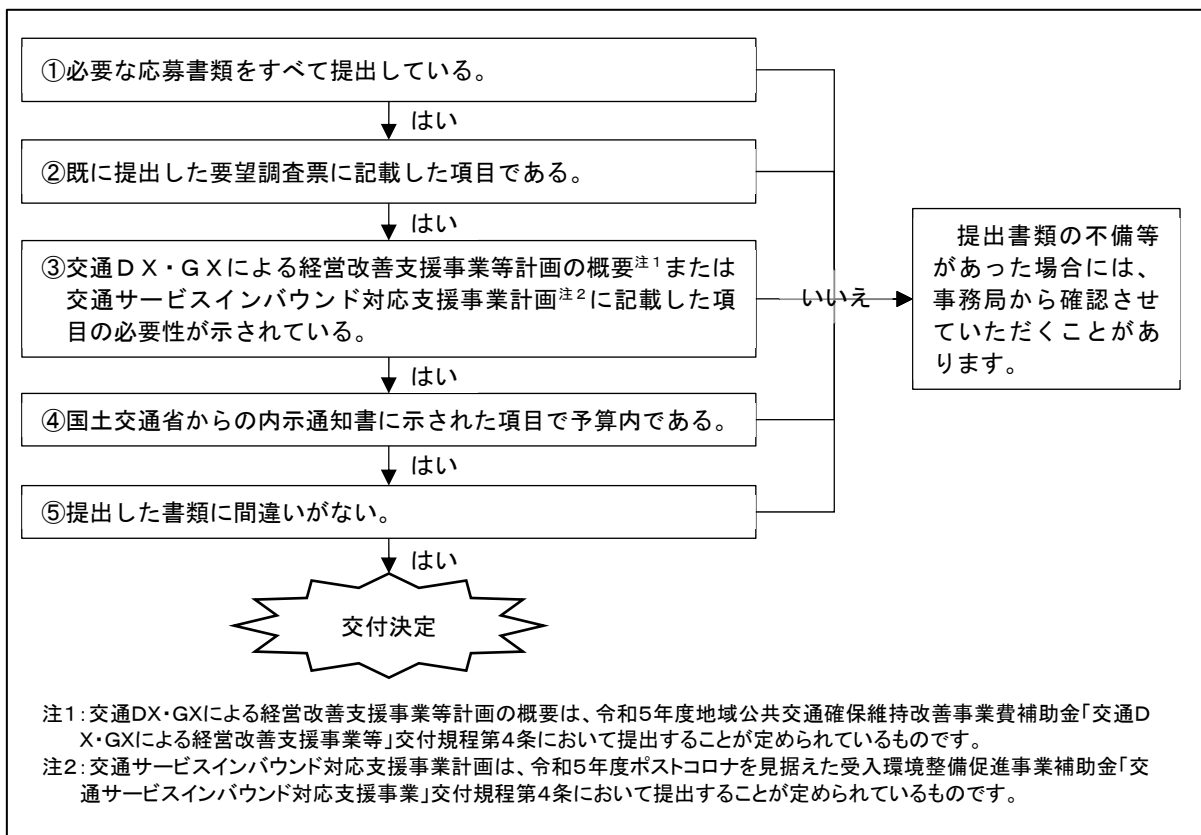 ①必要な応募書類をすべて提出している。
はい
②既に提出した要望調査票に記載した項目である。
はい
③交通DX・GXによる経営改善支援事業等計画の概要注1または
交通サービスインバウンド対応支援事業計画注2に記載した項
目の必要性が示されている。
いいえ
提出書類の不備等
があった場合には、
事務局から確認させ
ていただくことがあ
ります。
はい
④国土交通省からの内示通知書に示された項目で予算内である。
はい
⑤提出した書類に間違いがない。
はい
交付決定
注1:交通DX・GXによる経営改善支援事業等計画の概要は、令和5年度地域公共交通確保維持改善事業費補助金「交通D
X・GXによる経営改善支援事業等」交付規程第4条において提出することが定められているものです。
注2:交通サービスインバウンド対応支援事業計画は、令和5年度ポストコロナを見据えた受入環境整備促進事業補助金「交
通サービスインバウンド対応支援事業」交付規程第4条において提出することが定められているものです。